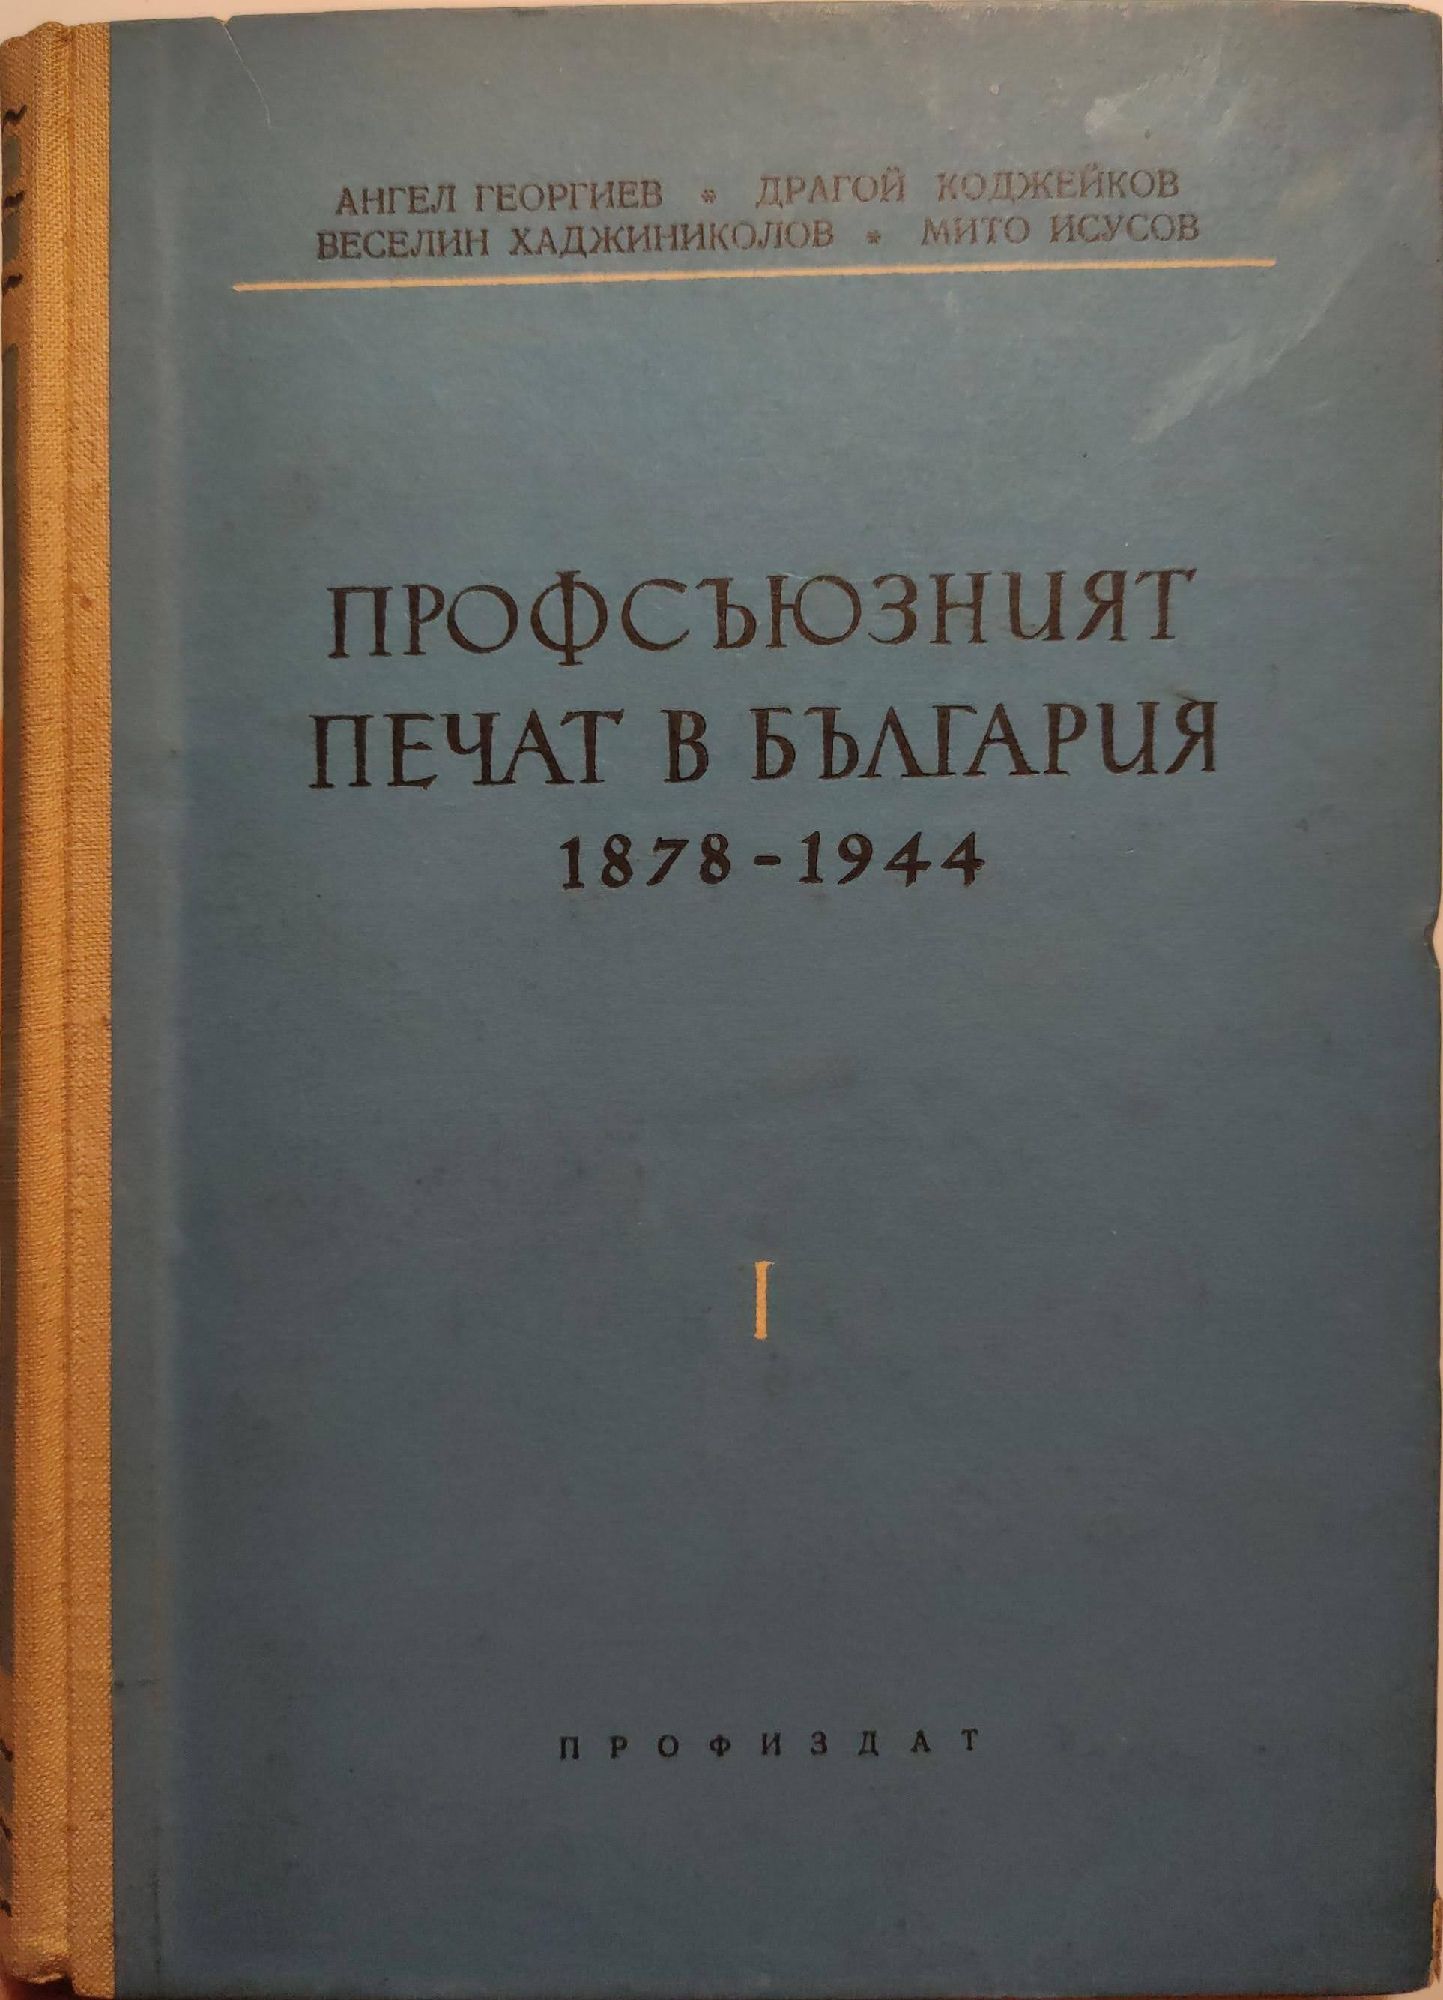 АНГЕЛ ГЕОРГИЕВ * ДРАГОЙ КОДЖЕЙКОВ
ВЕСЕЛИН ХАДЖИНИКОЛОВ * МИТО ИСУСОВ
ПРОФСЪЮЗНИЯТ
ПЕЧАТ В БЪЛГАРИЯ
1878-1944
I
ПРОФИЗДАТ